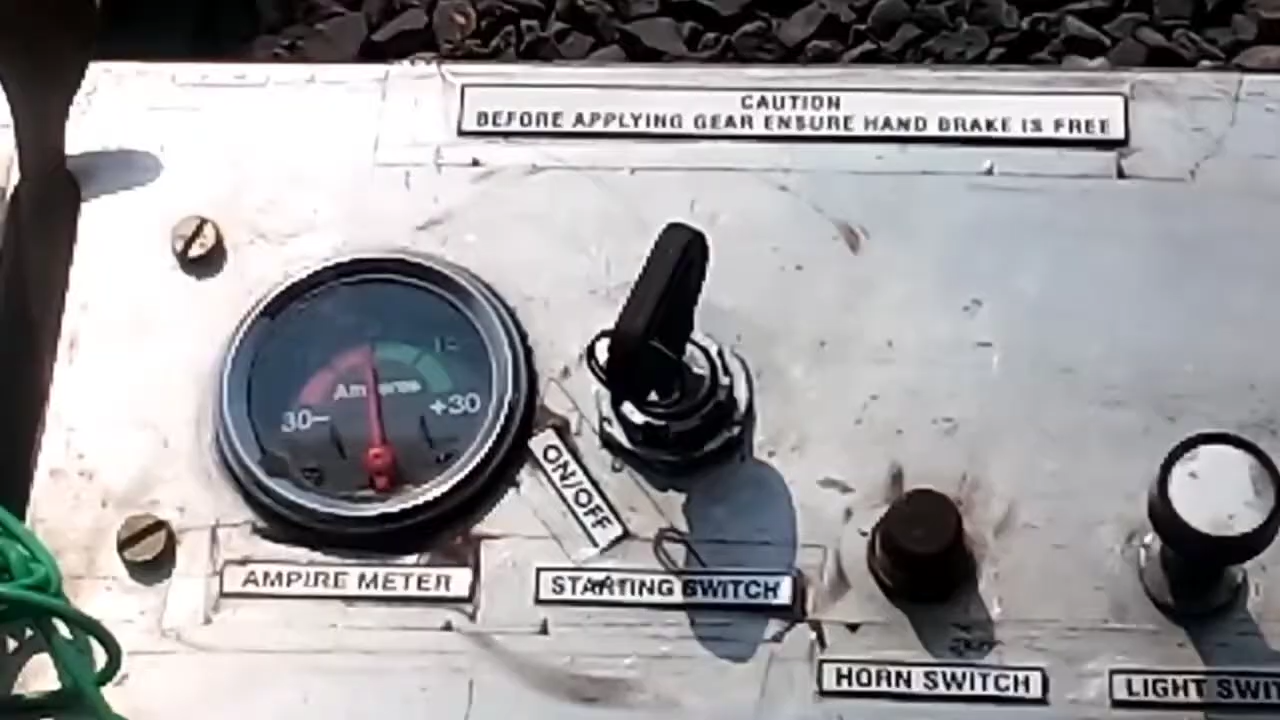 CAUTION
BEFORE APPLYING GEAR ENSURE HAND BRAKE IS FREE
30–
+30
ON/OFF
AMPIRE METER
STARTING SWITCH
HORN SWITCH
LIGHT